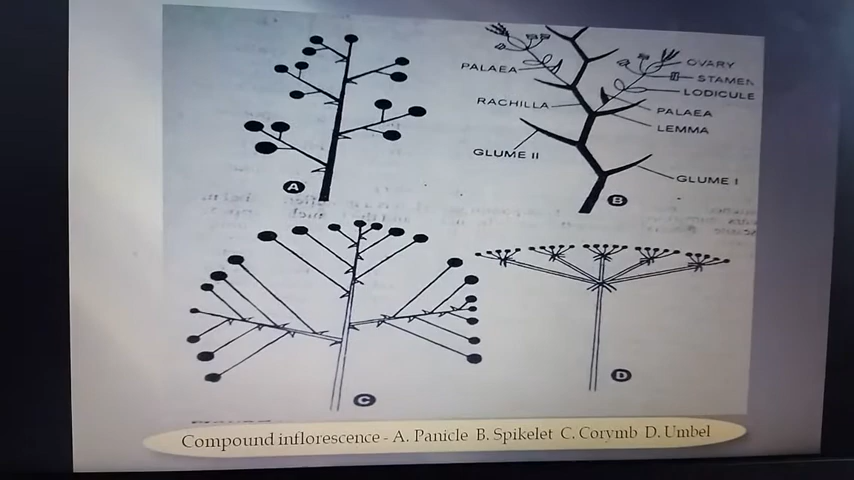 PALAEA
OVARY
STAMEN
LODICULE
RACHILLA
PALAEA
LEMMA
GLUME II
GLUME I
A
B
C
D
Compound inflorescence - A. Panicle B. Spikelet C. Corymb D. Umbel